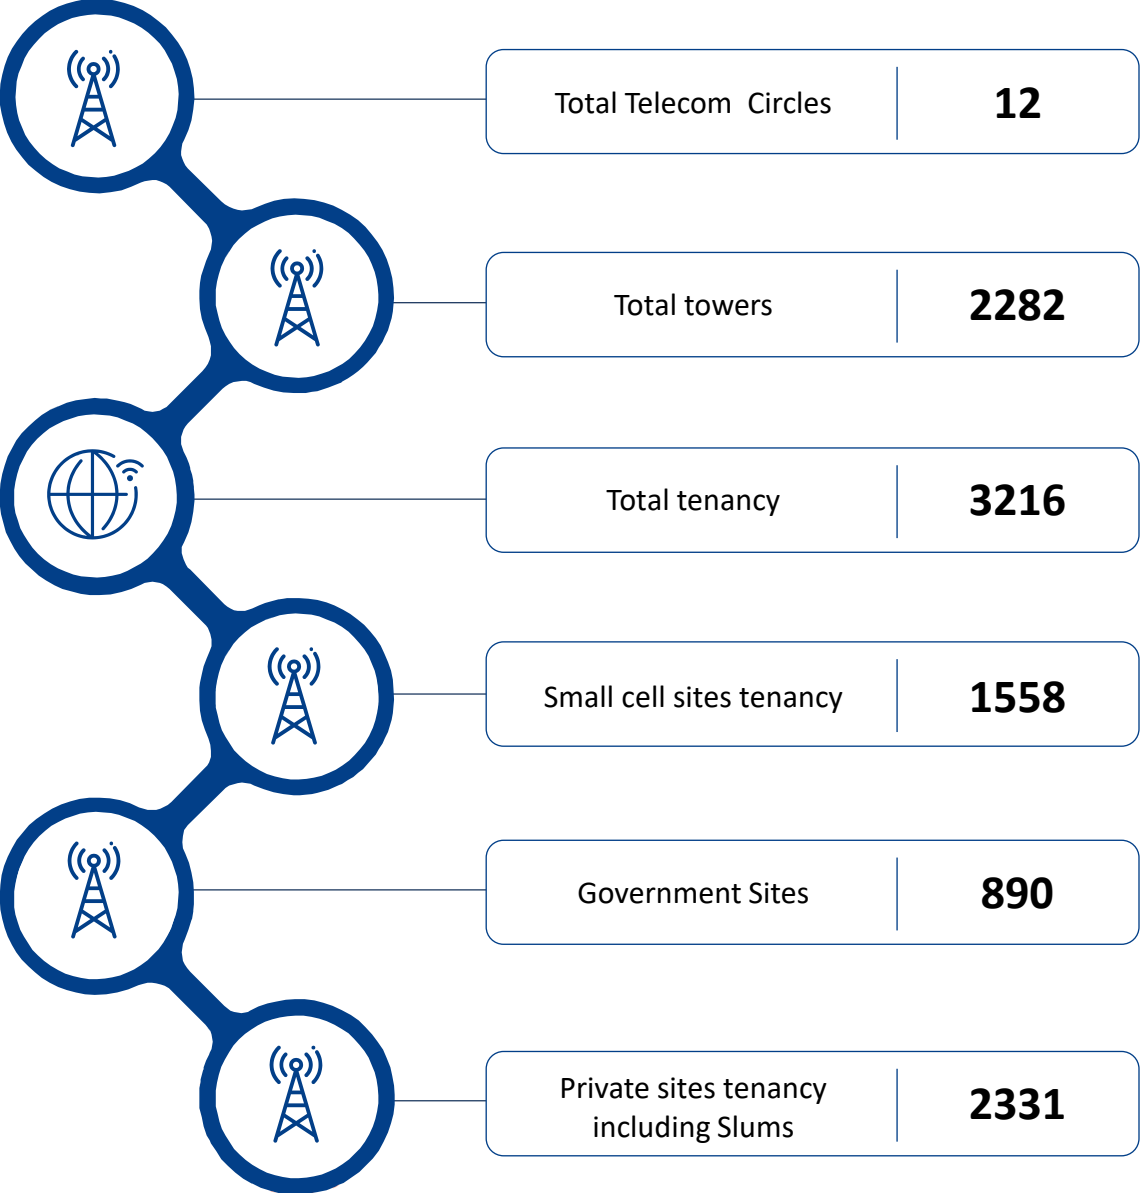 Total Telecom Circles
12
Total towers
2282
Total tenancy
3216
Small cell sites tenancy
1558
Government Sites
890
Private sites tenancy
including Slums
2331